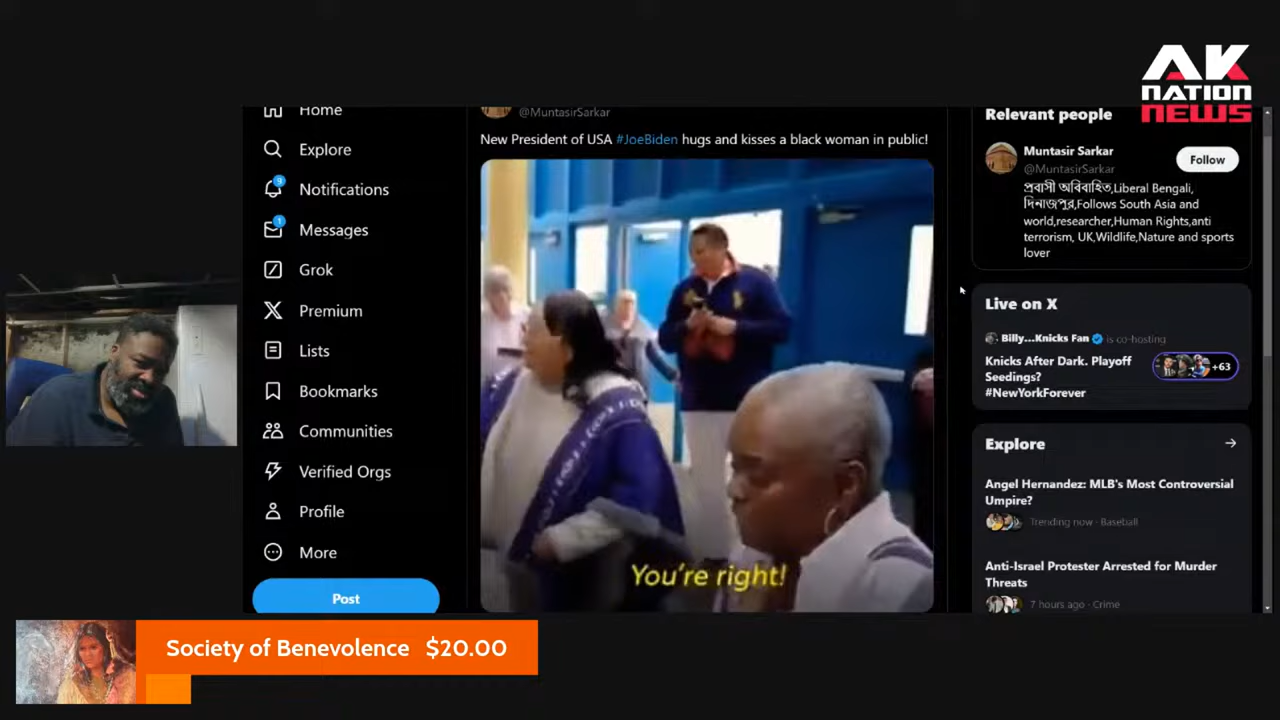 AK
NATION
NEWS
Home
Explore
9
Notifications
1
Messages
Grok
Premium
Lists
Bookmarks
Communities
Verified Orgs
Profile
More
Post
@MuntasirSarkar
New President of USA #JoeBiden hugs and kisses a black woman in public!
You're right!
Relevant people
Muntasir Sarkar
@MuntasirSarkar
Follow
প্রবাসী অবিবাহিত,Liberal Bengali,
দিনাজপুর,Follows South Asia and
world,researcher,Human Rights,anti
terrorism, UK,Wildlife,Nature and sports
lover
Live on X
Billy...Knicks Fan is co-hosting
Knicks After Dark. Playoff
Seedings?
#NewYorkForever
+63
Explore
Angel Hernandez: MLB's Most Controversial
Umpire?
Trending now · Baseball
Anti-Israel Protester Arrested for Murder
Threats
7 hours ago · Crime
Society of Benevolence $20.00